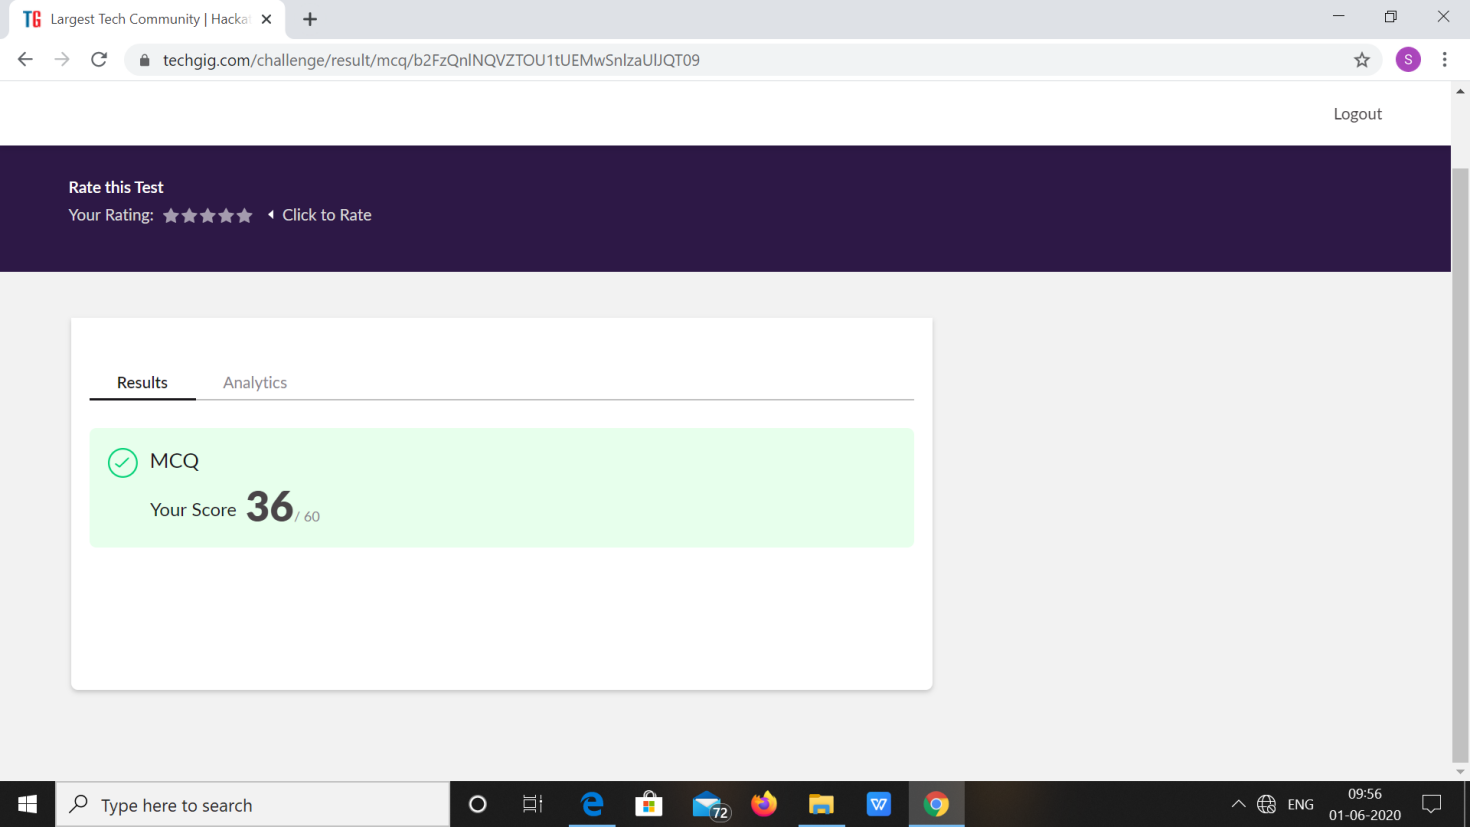 TG Largest Tech Community | Hacka
techgig.com/challenge/result/mcq/b2FzQnlNQVZTOU1tUEMwSnlzaUlJQT09
S
Logout
Rate this Test
Your Rating: Click to Rate
Results Analytics
MCQ
Your Score 36 / 60
Type here to search
72
W
ENG
09:56
01-06-2020